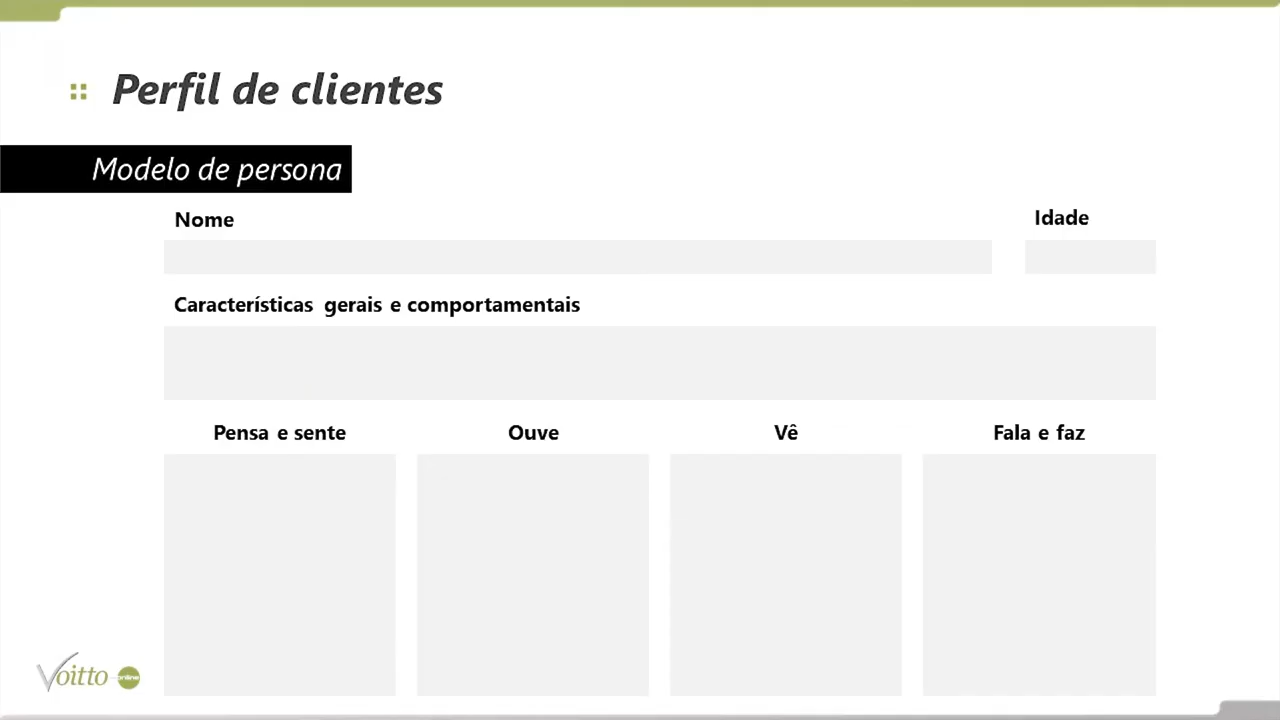 Perfil de clientes
Modelo de persona
Nome
Idade
Características gerais e comportamentais
Pensa e sente
Ouve
Vê
Fala e faz
Voitto online